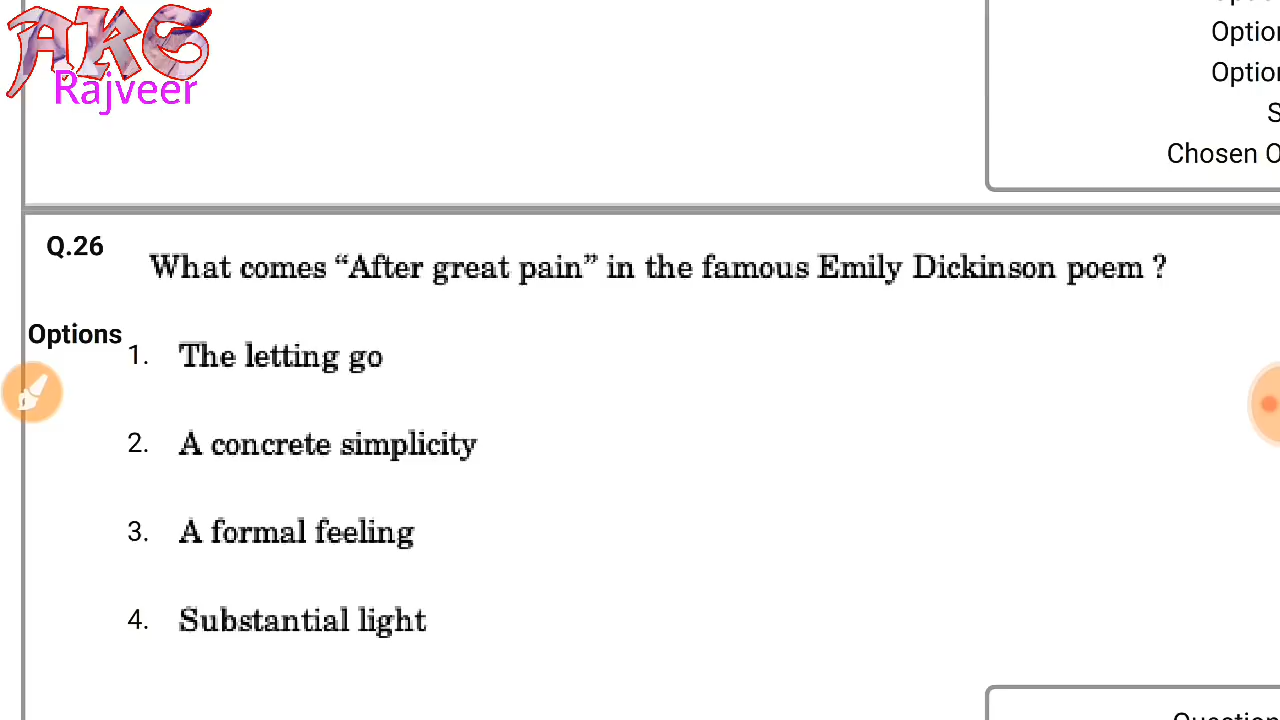 AKG
Rajveer
Option
Option
Chosen O
Q.26
What comes “After great pain” in the famous Emily Dickinson poem ?
Options
1. The letting go
2. A concrete simplicity
3. A formal feeling
4. Substantial light
Question